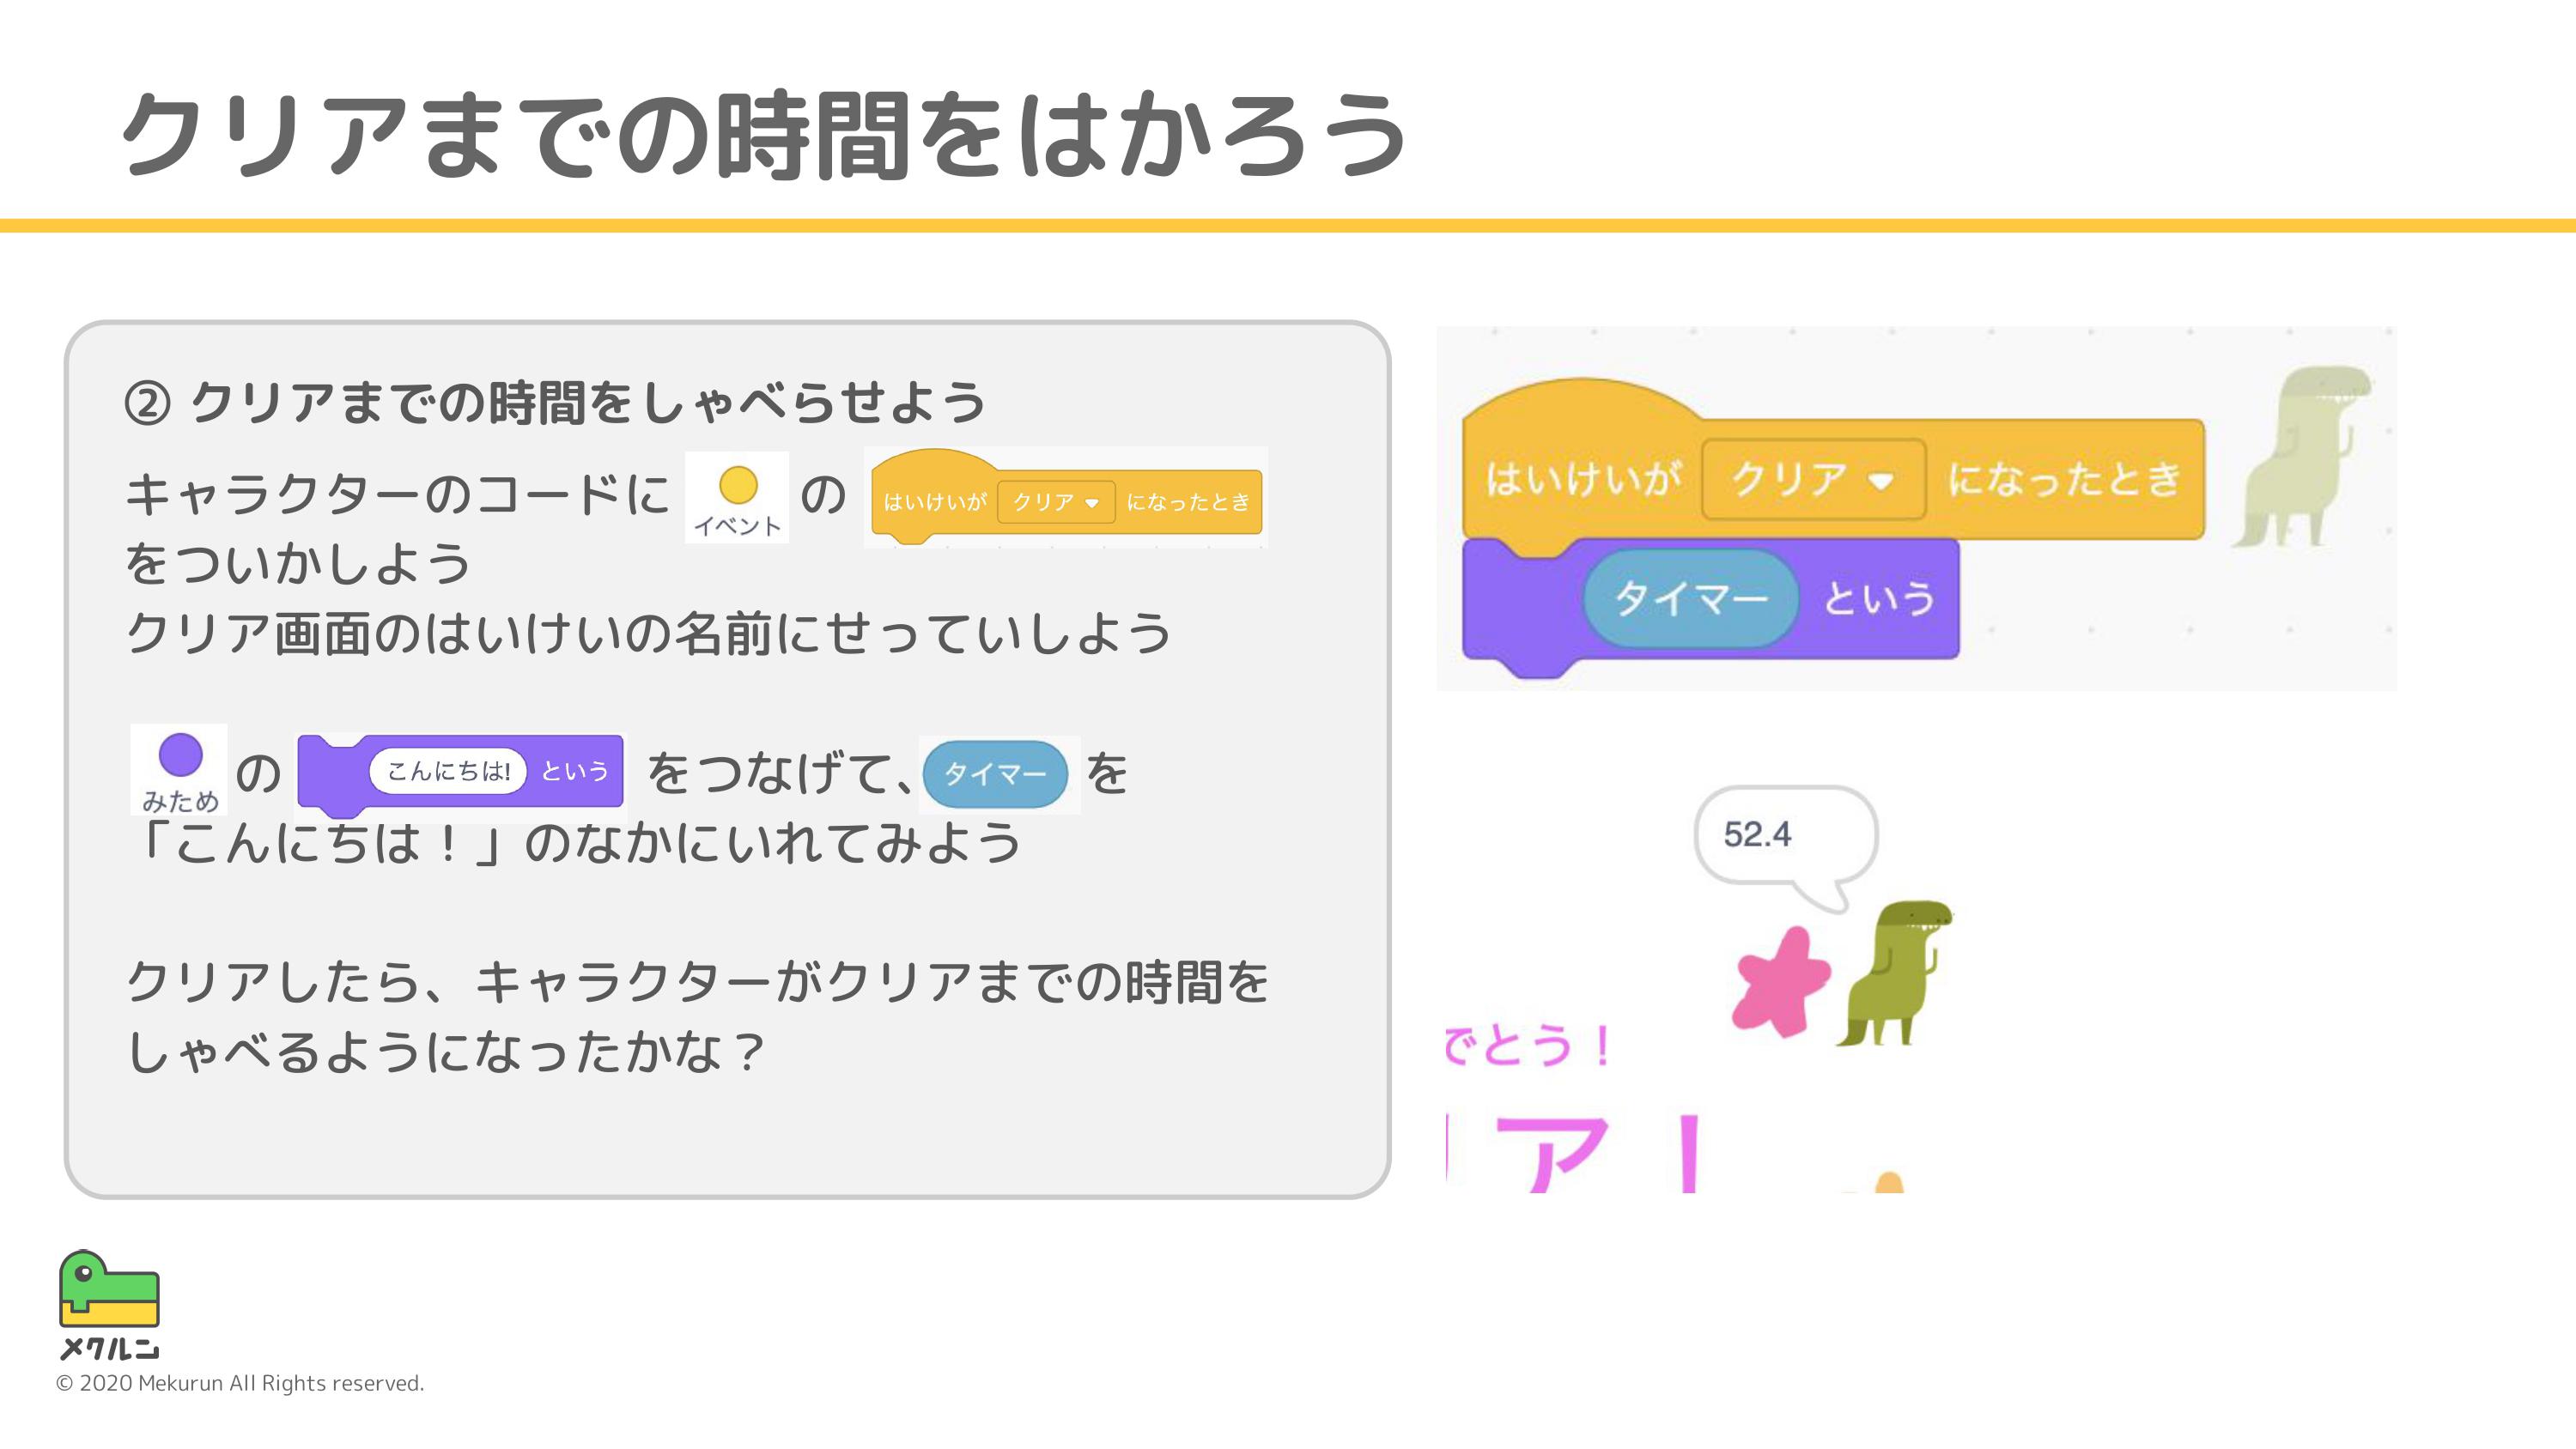 クリアまでの時間をはかろう
② クリアまでの時間をしゃべらせよう
キャラクターのコードに イベント の はいけいが クリア になったとき
をついかしよう
クリア画面のはいけいの名前にせっていしよう
みため の こんにちは! という をつなげて、タイマー を
「こんにちは！」のなかにいれてみよう
クリアしたら、キャラクターがクリアまでの時間を
しゃべるようになったかな？
はいけいが クリア になったとき
タイマー という
52.4
でとう！
ア！
メクルン
© 2020 Mekurun All Rights reserved.